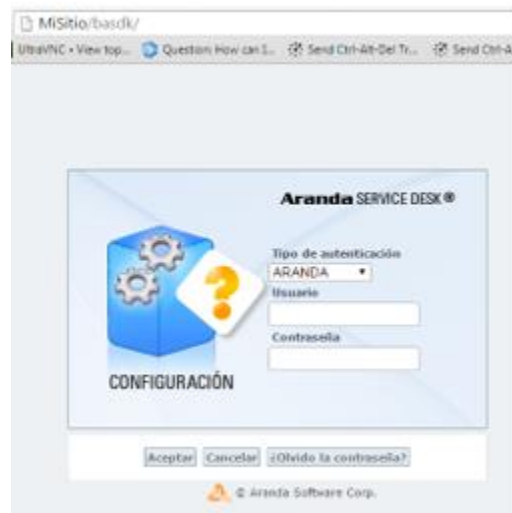 MiSitio/basdk/
UltraVNC • View top... Question: How can I... Send Ctrl-Alt-Del Tr... Send Ctrl-A
Aranda SERVICE DESK ®
Tipo de autenticación
ARANDA
Usuario
Contraseña
CONFIGURACIÓN
Aceptar Cancelar ¿Olvido la contraseña?
© Aranda Software Corp.